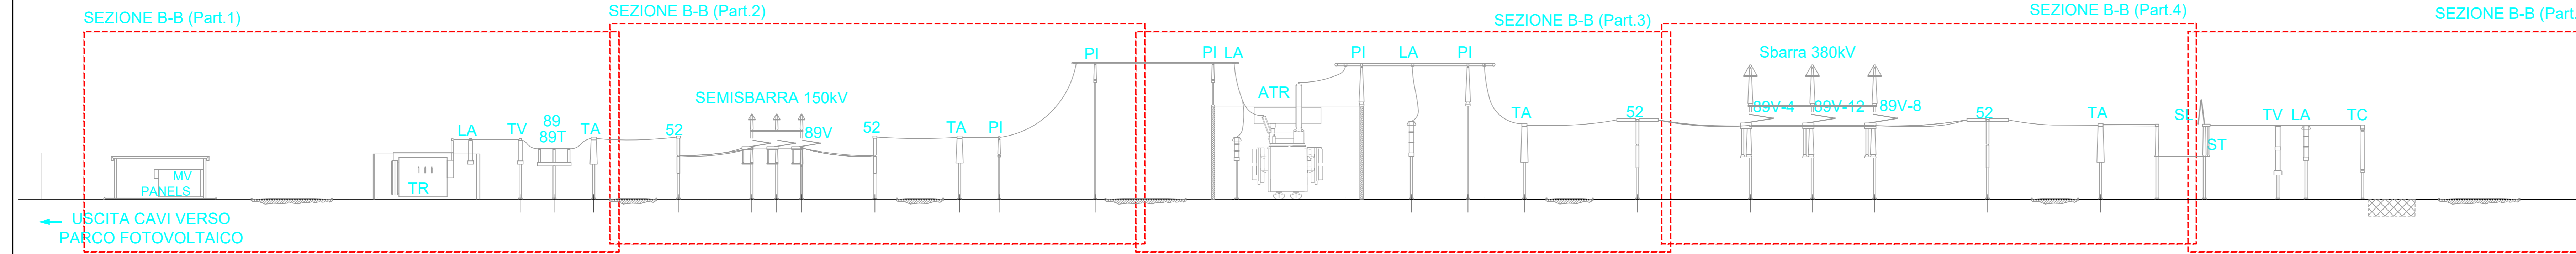 SEZIONE B-B (Part.1)
SEZIONE B-B (Part.2)
SEZIONE B-B (Part.3)
SEZIONE B-B (Part.4)
SEZIONE B-B (Part.
MV
PANELS
USCITA CAVI VERSO
PARCO FOTOVOLTAICO
TR
LA
TV
89
89T
TA
52
SEMISBARRA 150kV
89V
52
TA
PI
PI
PI
LA
ATR
PI
LA
PI
TA
52
Sbarra 380kV
89V-4
89V-12
89V-8
52
TA
ST
TV
LA
TC